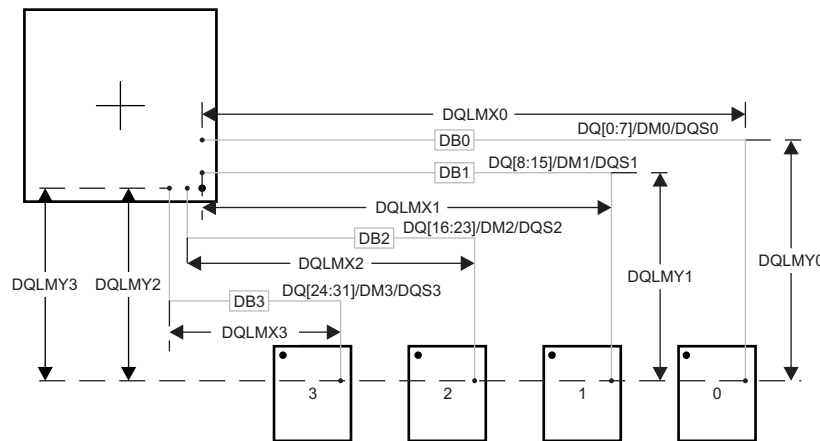 DQLMX0
DQ[0:7]/DM0/DQS0
DB0
DQ[8:15]/DM1/DQS1
DB1
DQLMX1
DQ[16:23]/DM2/DQS2
DB2
DQLMX2
DQLMY0
DQLMY1
DQLMY3
DQLMY2
DQ[24:31]/DM3/DQS3
DB3
DQLMX3
3
2
1
0